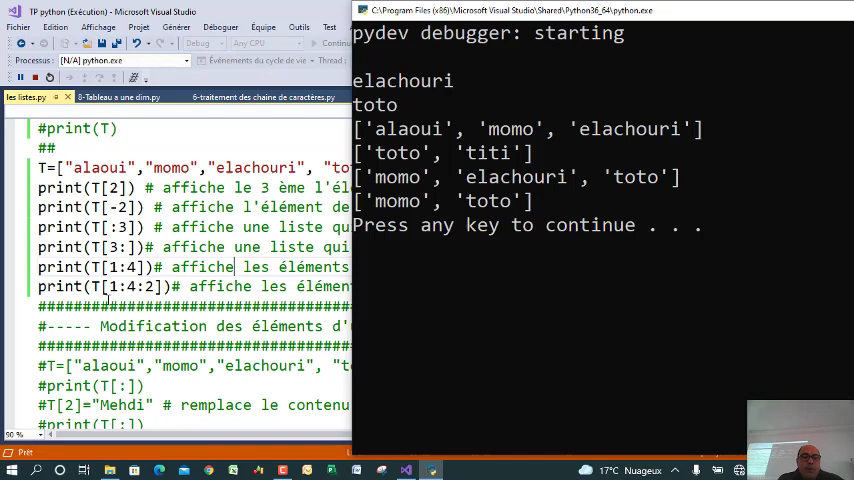 TP python (Exécution)
Fichier Edition Affichage Projet
Équipe Outils Test
Debug Any CPU Continu
Processus : [N/A] python.exe Événements du cycle de vie Thread :
les listes.py 8-Tableau a une dim.py 6-traitement des chaine de caractères.py
#print(T)
##
T=["alaoui","momo","elachouri", "to
print(T[2]) # affiche le 3 ème l'él
print(T[-2]) # affiche l'élément de
print(T[:3]) # affiche une liste qu
print(T[3:])# affiche une liste qui
print(T[1:4])# affiche les éléments
print(T[1:4:2])# affiche les élémen
###################################
#----- Modification des éléments d'
###################################
#T=["alaoui","momo","elachouri", "t
#print(T[:])
#T[2]="Mehdi" # remplace le contenu
#print(T[:])
90 %
Prêt
C:\Program Files (x86)\Microsoft Visual Studio\Shared\Python36_64\python.exe
pydev debugger: starting
elachouri
toto
['alaoui', 'momo', 'elachouri']
['toto', 'titi']
['momo', 'elachouri', 'toto']
['momo', 'toto']
Press any key to continue . . .
17°C Nuageux